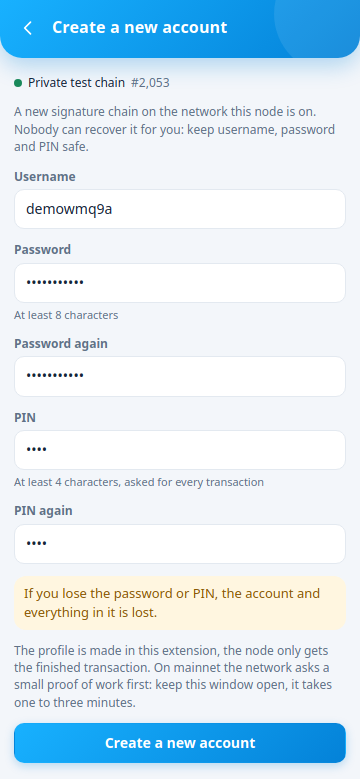 Create a new account
Private test chain #2,053
A new signature chain on the network this node is on.
Nobody can recover it for you: keep username, password
and PIN safe.
Username
demowmq9a
Password
•••••••••••
At least 8 characters
Password again
•••••••••••
PIN
••••
At least 4 characters, asked for every transaction
PIN again
••••
If you lose the password or PIN, the account and
everything in it is lost.
The profile is made in this extension, the node only gets
the finished transaction. On mainnet the network asks a
small proof of work first: keep this window open, it takes
one to three minutes.
Create a new account